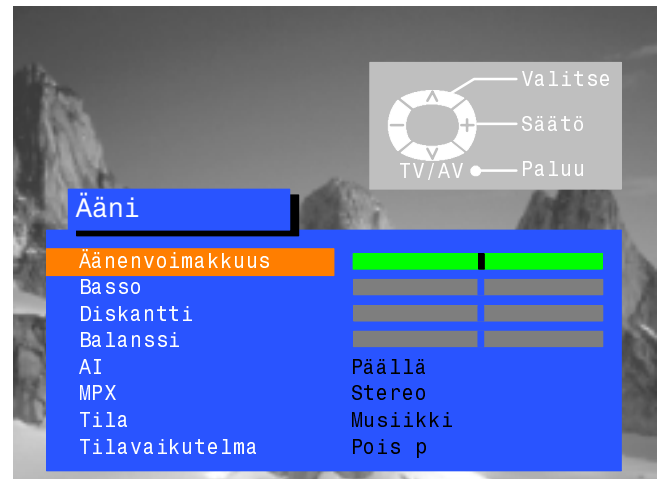 Valitse
Säätö
TV/AV Paluu
Ääni
Äänenvoimakkuus
Basso
Diskantti
Balanssi
AI Päällä
MPX Stereo
Tila Musiikki
Tilavaikutelma Pois p